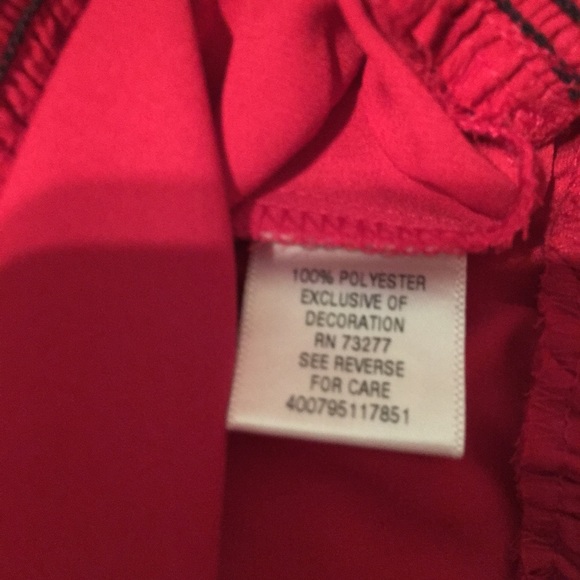 100% POLYESTER
EXCLUSIVE OF
DECORATION
RN 73277
SEE REVERSE
FOR CARE
400795117851